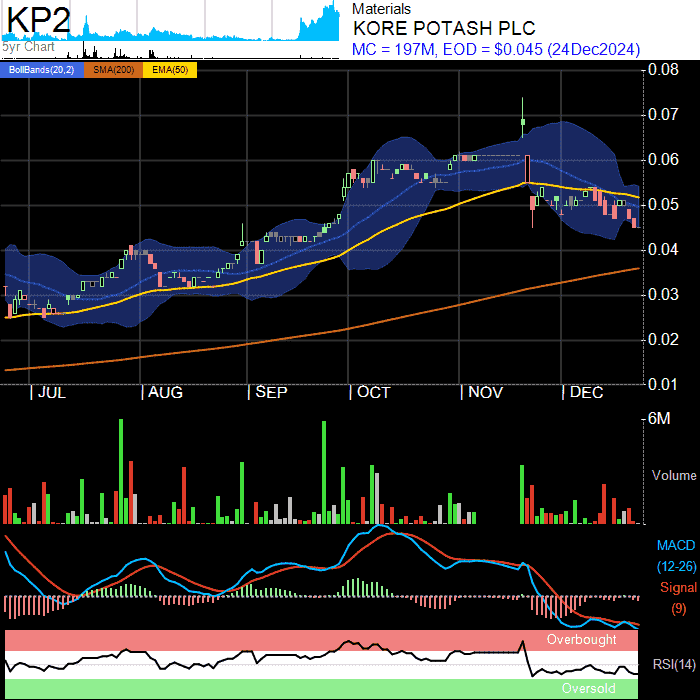 KP2
5yr Chart
Materials
KORE POTASH PLC
MC = 197M, EOD = $0.045 (24Dec2024)
BollBands(20,2) SMA(200) EMA(50)
0.08
0.07
0.06
0.05
0.04
0.03
0.02
0.01
JUL AUG SEP OCT NOV DEC
6M
Volume
MACD
(12-26)
Signal
(9)
Overbought
RSI(14)
Oversold